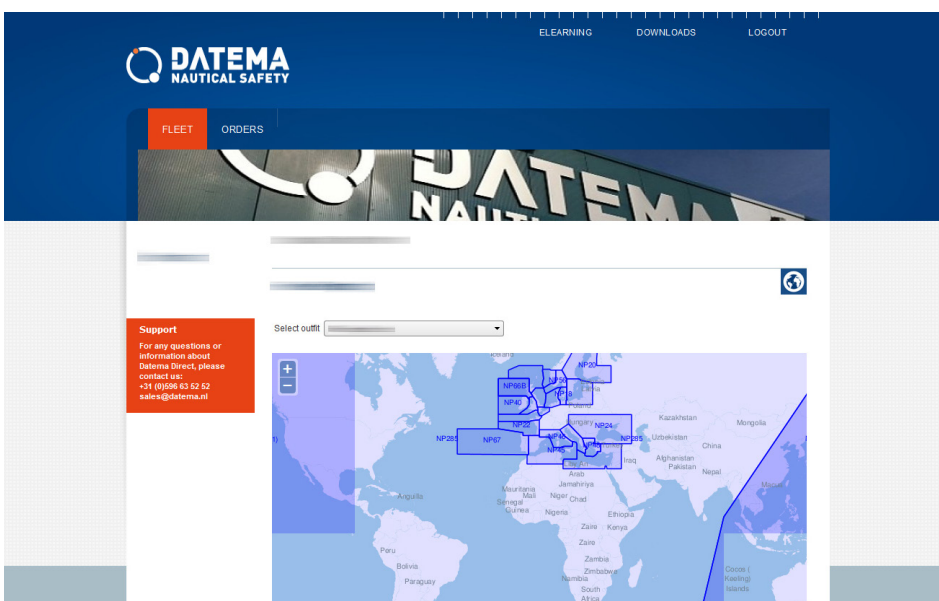 ELEARNING DOWNLOADS LOGOUT
DATEMA
NAUTICAL SAFETY
FLEET ORDERS
DATEMA
Support
For any questions or
information about
Datema Direct, please
contact us:
+31 (0)596 63 52 52
sales@datema.nl
Select outfit
+
−
NP20
NP66B
NP18
NP40
NP22
NP24
NP285
NP67
NP285
NP45
Kazakhstan
Mongolia
Uzbekistan
China
Iraq
Afghanistan
Pakistan
Nepal
Arab
Jamahiriya
Mauritania
Mali
Niger
Chad
Senegal
Guinea
Nigeria
Ethiopia
Anguilla
Zaire
Kenya
Zaire
Peru
Zambia
Bolivia
Zimbabwe
Namibia
Paraguay
South
Africa
Cocos (
Keeling)
Islands